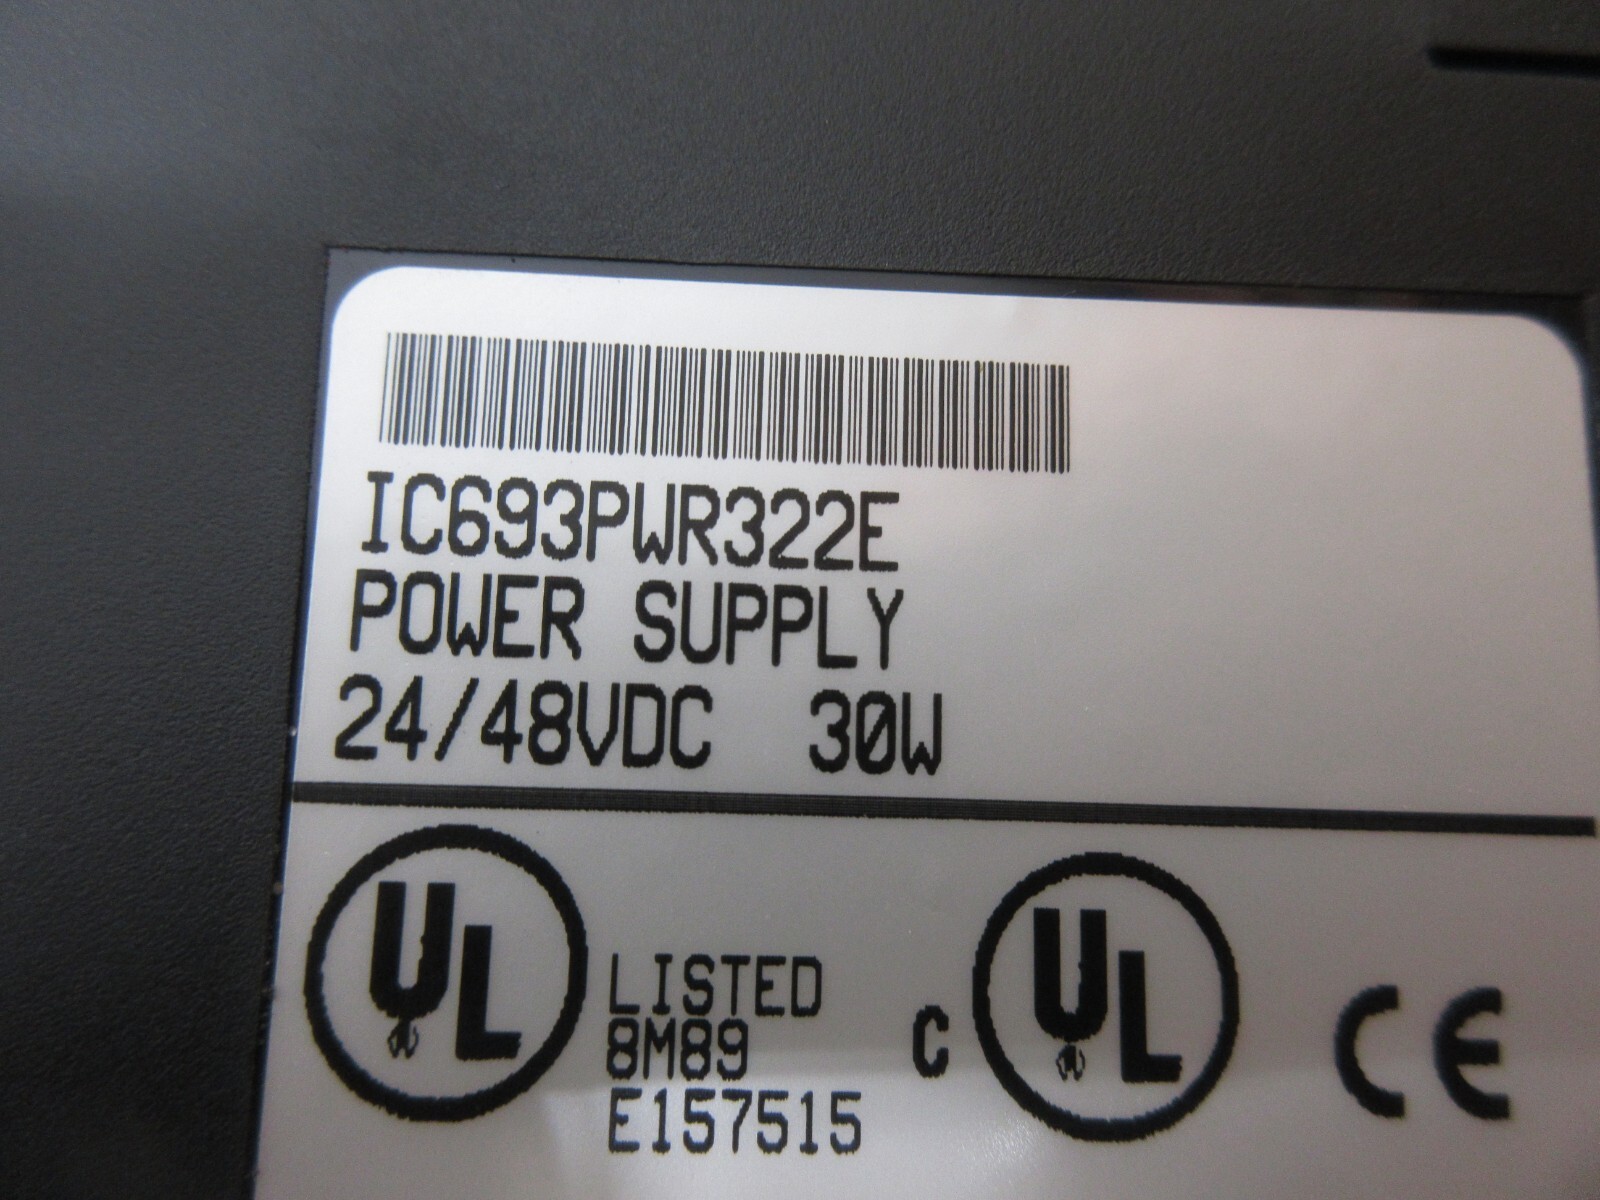 IC693PWR322E
POWER SUPPLY
24/48VDC 30W
UL
LISTED
8M89
E157515
C UL CE